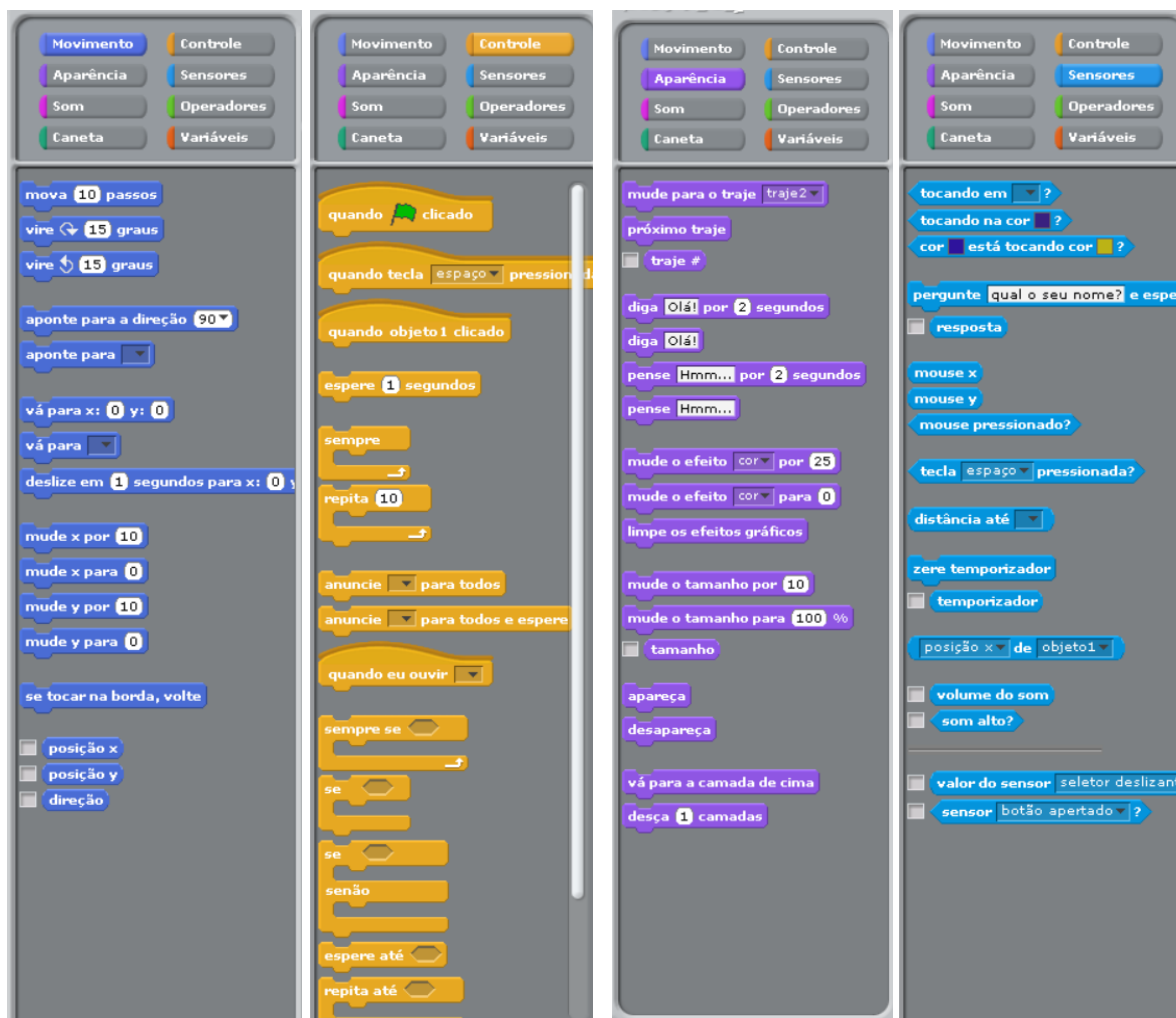 Movimento Controle
Aparência Sensores
Som Operadores
Caneta Variáveis
mova 10 passos
vire 15 graus
vire 15 graus
aponte para a direção 90
aponte para
vá para x: 0 y: 0
vá para
deslize em 1 segundos para x: 0 y
mude x por 10
mude x para 0
mude y por 10
mude y para 0
se tocar na borda, volte
posição x
posição y
direção
Movimento Controle
Aparência Sensores
Som Operadores
Caneta Variáveis
quando clicado
quando tecla espaço pressionada
quando objeto1 clicado
espere 1 segundos
sempre
repita 10
anuncie para todos
anuncie para todos e espere
quando eu ouvir
sempre se
se
se
senão
espere até
repita até
Movimento Controle
Aparência Sensores
Som Operadores
Caneta Variáveis
mude para o traje traje2
próximo traje
traje #
diga Olá! por 2 segundos
diga Olá!
pense Hmm... por 2 segundos
pense Hmm...
mude o efeito cor por 25
mude o efeito cor para 0
limpe os efeitos gráficos
mude o tamanho por 10
mude o tamanho para 100 %
tamanho
apareça
desapareça
vá para a camada de cima
desça 1 camadas
Movimento Controle
Aparência Sensores
Som Operadores
Caneta Variáveis
tocando em ?
tocando na cor ?
cor está tocando cor ?
pergunte qual o seu nome? e espe
resposta
mouse x
mouse y
mouse pressionado?
tecla espaço pressionada?
distância até
zere temporizador
temporizador
posição x de objeto1
volume do som
som alto?
valor do sensor seletor deslizant
sensor botão apertado ?